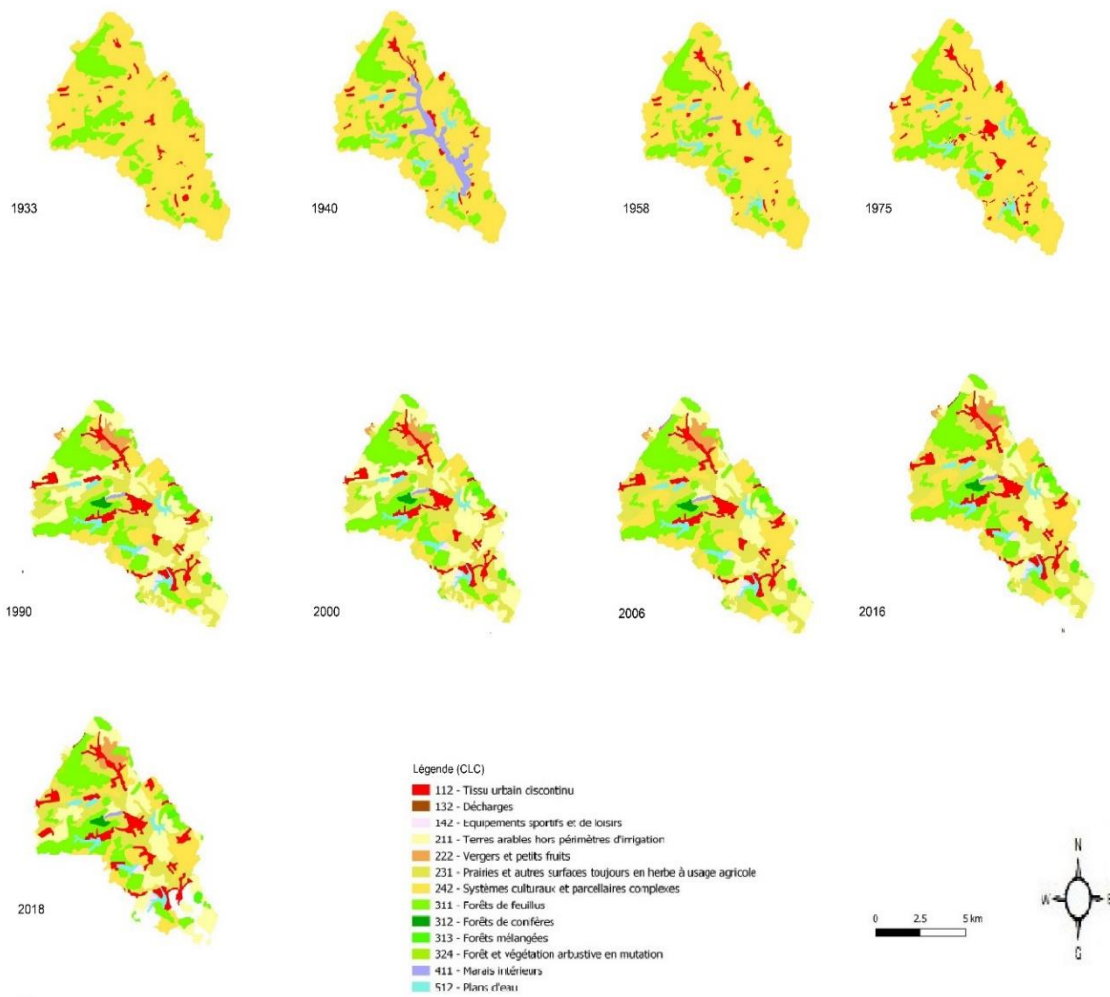 1933
1940
1958
1975
1990
2000
2006
2016
2018
Légende (CLC)
112 - Tissu urbain discontinu
132 - Décharges
142 - Equipements sportifs et de loisirs
211 - Terres arables hors périmètres d'irrigation
222 - Vergers et petits fruits
231 - Prairies et autres surfaces toujours en herbe à usage agricole
242 - Systèmes culturaux et parcellaires complexes
311 - Forêts de feuillus
312 - Forêts de conifères
313 - Forêts mélangées
324 - Forêt et végétation arbustive en mutation
411 - Marais intérieurs
512 - Plans d'eau
0 2.5 5 km
N
W